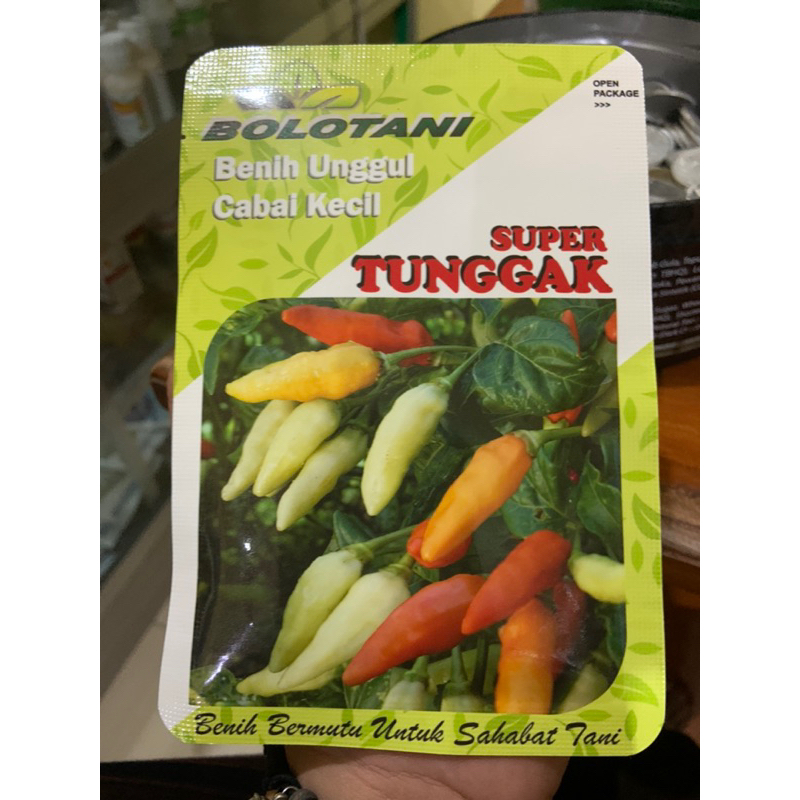 BOLOTANI
Benih Unggul
Cabai Kecil
OPEN
PACKAGE
>>>
SUPER
TUNGGAK
Benih Bermutu Untuk Sahabat Tani